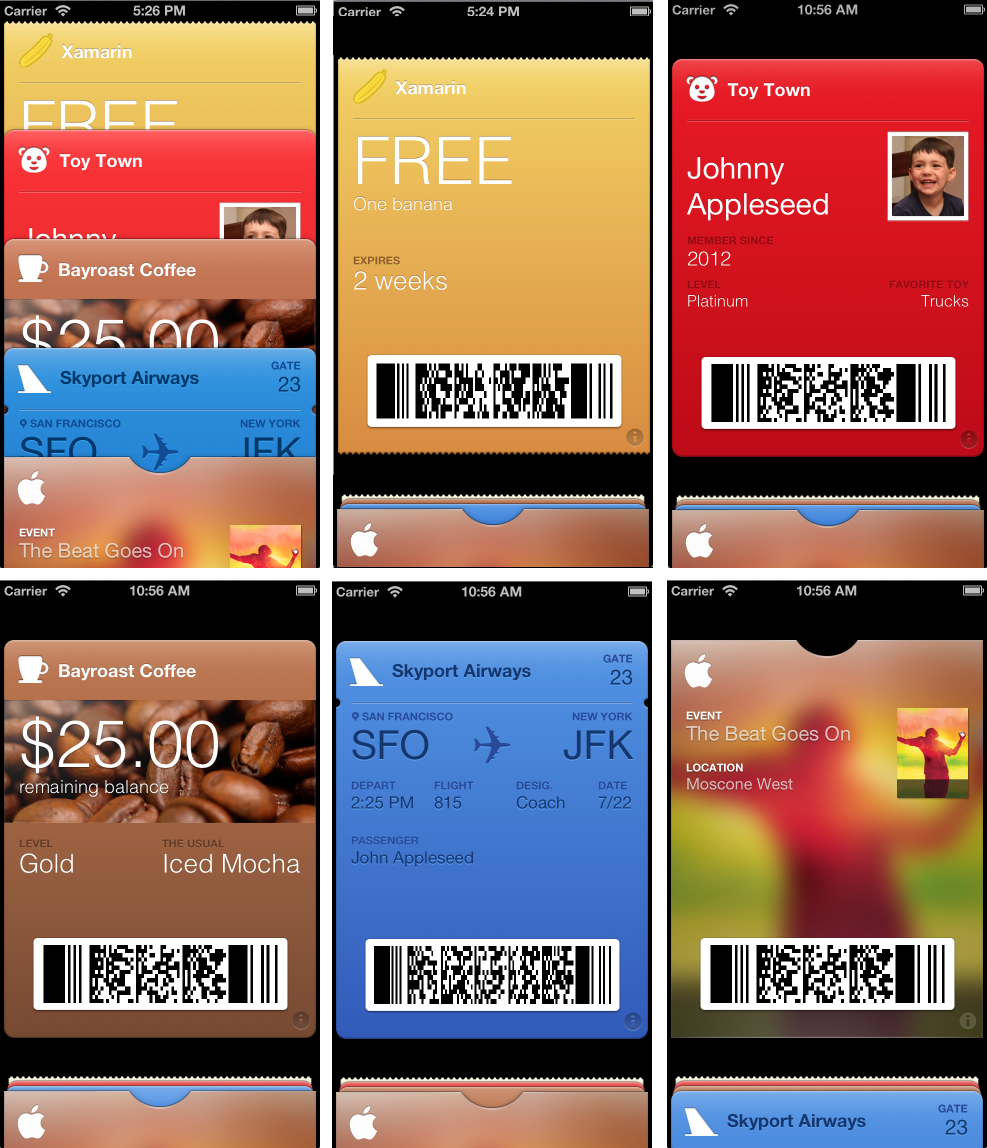 Carrier 5:26 PM
Xamarin
FREE
Toy Town
Johnny
Bayroast Coffee
$25.00
Skyport Airways
GATE
23
SAN FRANCISCO NEW YORK
SFO JFK
EVENT
The Beat Goes On
Carrier 5:24 PM
Xamarin
FREE
One banana
EXPIRES
2 weeks
Carrier 10:56 AM
Toy Town
Johnny
Appleseed
MEMBER SINCE
2012
LEVEL FAVORITE TOY
Platinum Trucks
Carrier 10:56 AM
Bayroast Coffee
$25.00
remaining balance
LEVEL THE USUAL
Gold Iced Mocha
Carrier 10:56 AM
Skyport Airways
GATE
23
SAN FRANCISCO NEW YORK
SFO JFK
DEPART FLIGHT DESIG. DATE
2:25 PM 815 Coach 7/22
PASSENGER
John Appleseed
Carrier 10:56 AM
EVENT
The Beat Goes On
LOCATION
Moscone West
Skyport Airways
GATE
23